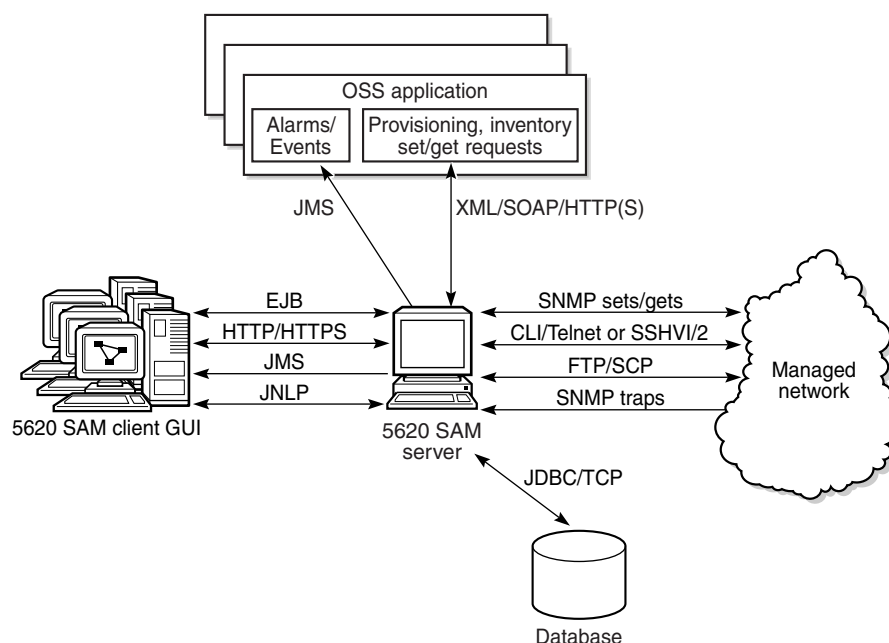 OSS application
Alarms/
Events
Provisioning, inventory
set/get requests
JMS
XML/SOAP/HTTP(S)
EJB
HTTP/HTTPS
JMS
JNLP
5620 SAM client GUI
5620 SAM
server
SNMP sets/gets
CLI/Telnet or SSHVI/2
FTP/SCP
SNMP traps
Managed
network
JDBC/TCP
Database